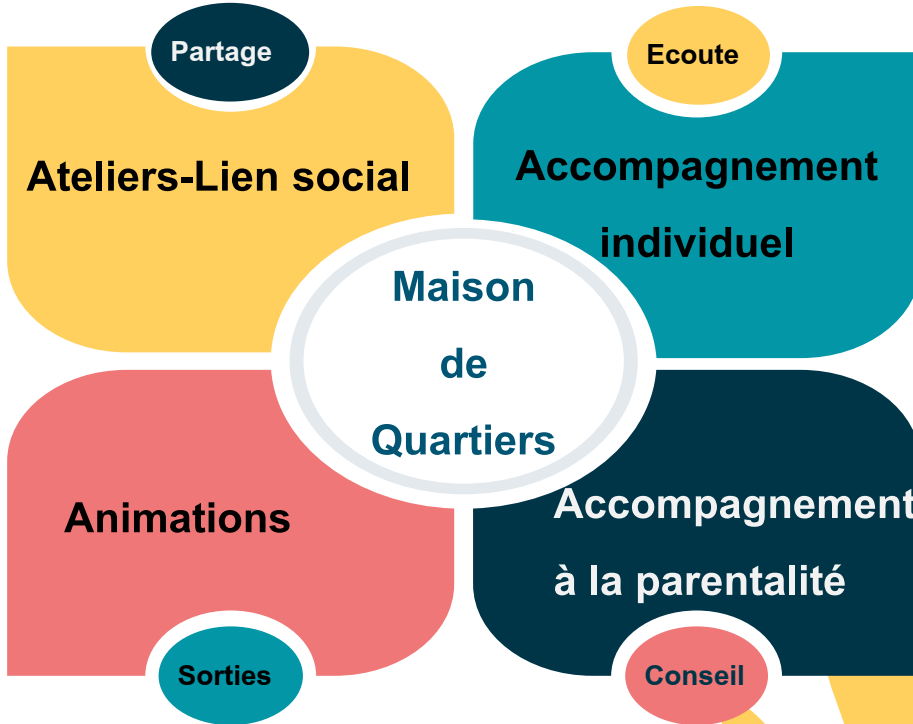 Partage
Ecoute
Ateliers-Lien social
Accompagnement
individuel
Maison
de
Quartiers
Animations
Accompagnement
à la parentalité
Sorties
Conseil